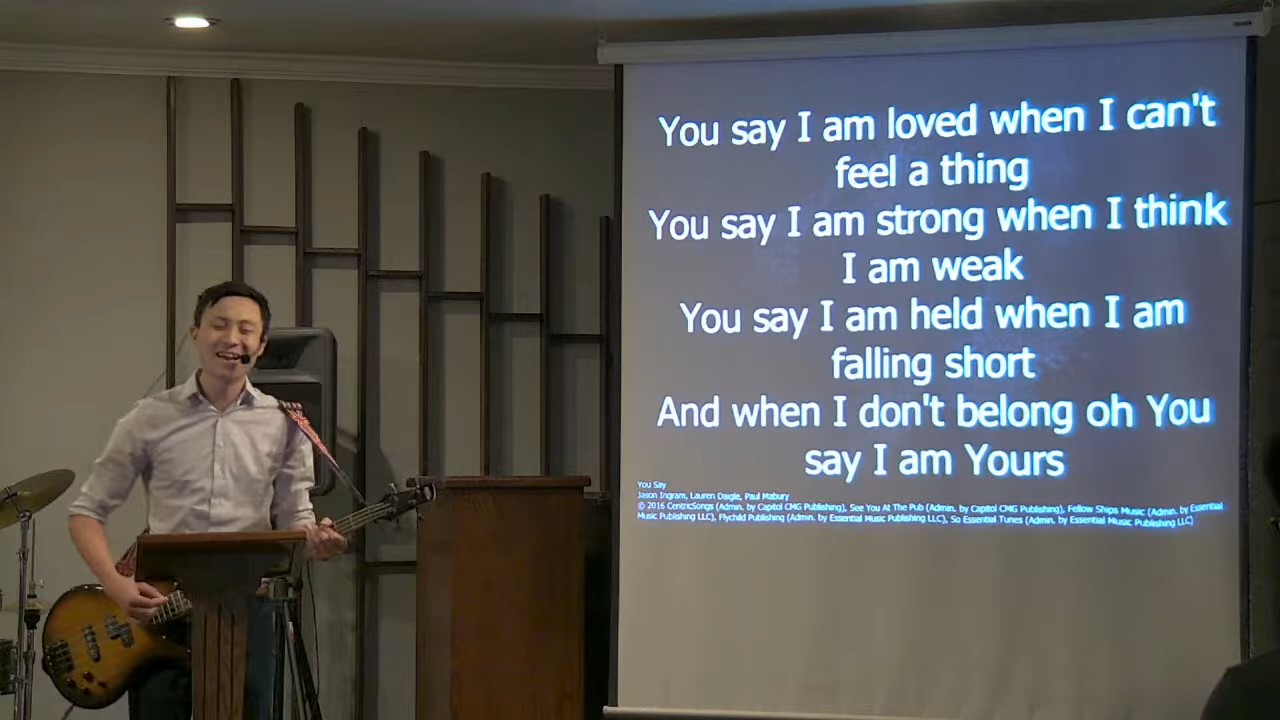 You say I am loved when I can't
feel a thing
You say I am strong when I think
I am weak
You say I am held when I am
falling short
And when I don't belong oh You
say I am Yours
You Say
Jason Ingram, Lauren Daigle, Paul Mabury
© 2016 CentricSongs (Admin. by Capitol CMG Publishing), See You At The Pub (Admin. by Capitol CMG Publishing), Fellow Ships Music (Admin. by Essential
Music Publishing LLC), Flychild Publishing (Admin. by Essential Music Publishing LLC), So Essential Tunes (Admin. by Essential Music Publishing LLC)